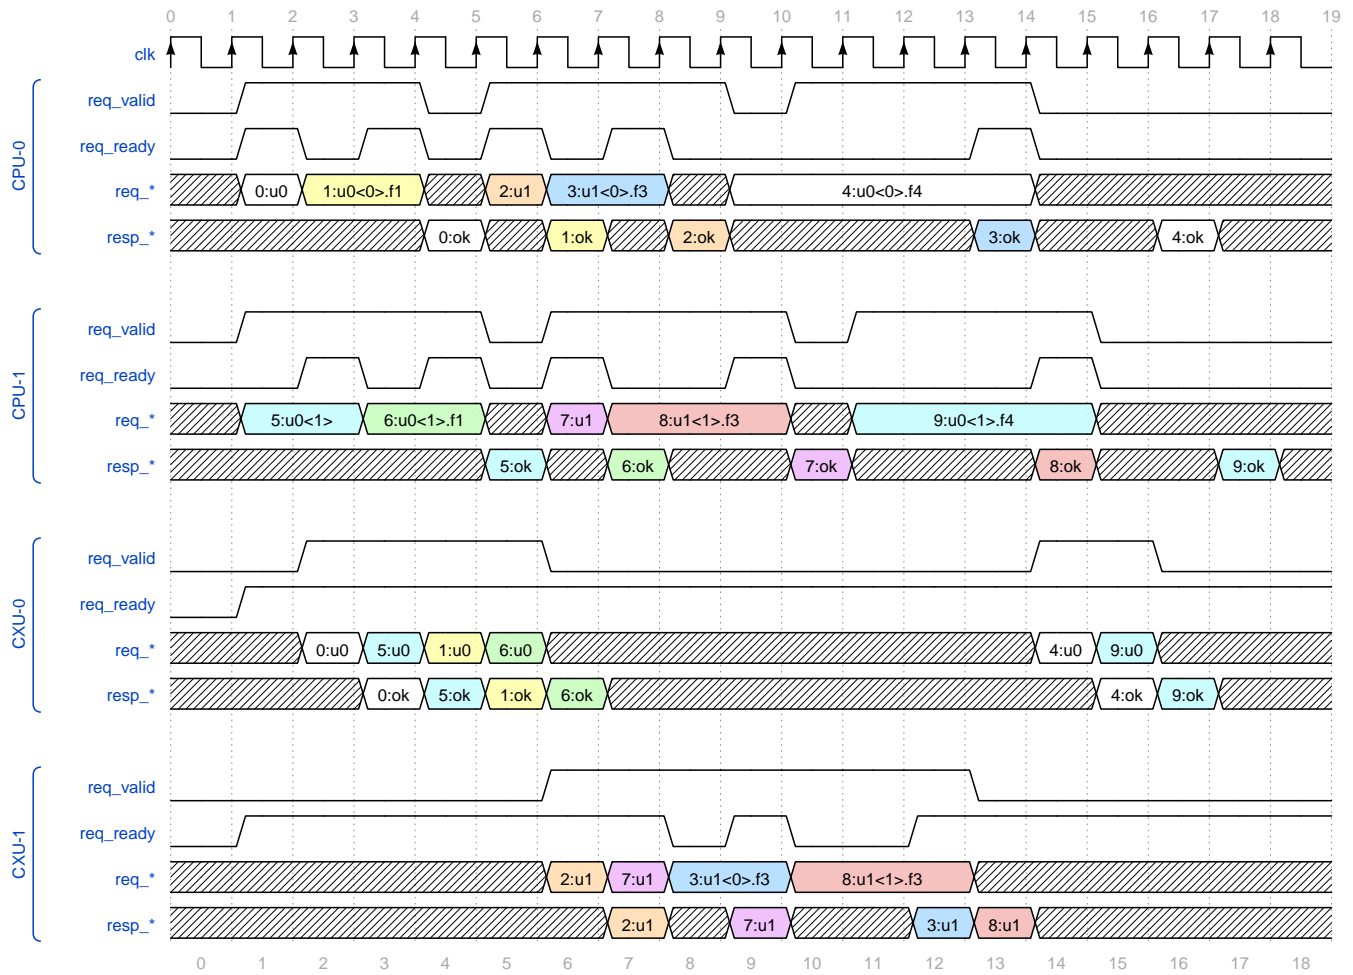 0 1 2 3 4 5 6 7 8 9 10 11 12 13 14 15 16 17 18 19
clk
CPU-0
req_valid
req_ready
req_* 0:u0 1:u0<0>.f1 2:u1 3:u1<0>.f3 4:u0<0>.f4
resp_* 0:ok 1:ok 2:ok 3:ok 4:ok
CPU-1
req_valid
req_ready
req_* 5:u0<1> 6:u0<1>.f1 7:u1 8:u1<1>.f3 9:u0<1>.f4
resp_* 5:ok 6:ok 7:ok 8:ok 9:ok
CXU-0
req_valid
req_ready
req_* 0:u0 5:u0 1:u0 6:u0 4:u0 9:u0
resp_* 0:ok 5:ok 1:ok 6:ok 4:ok 9:ok
CXU-1
req_valid
req_ready
req_* 2:u1 7:u1 3:u1<0>.f3 8:u1<1>.f3
resp_* 2:u1 7:u1 3:u1 8:u1
0 1 2 3 4 5 6 7 8 9 10 11 12 13 14 15 16 17 18